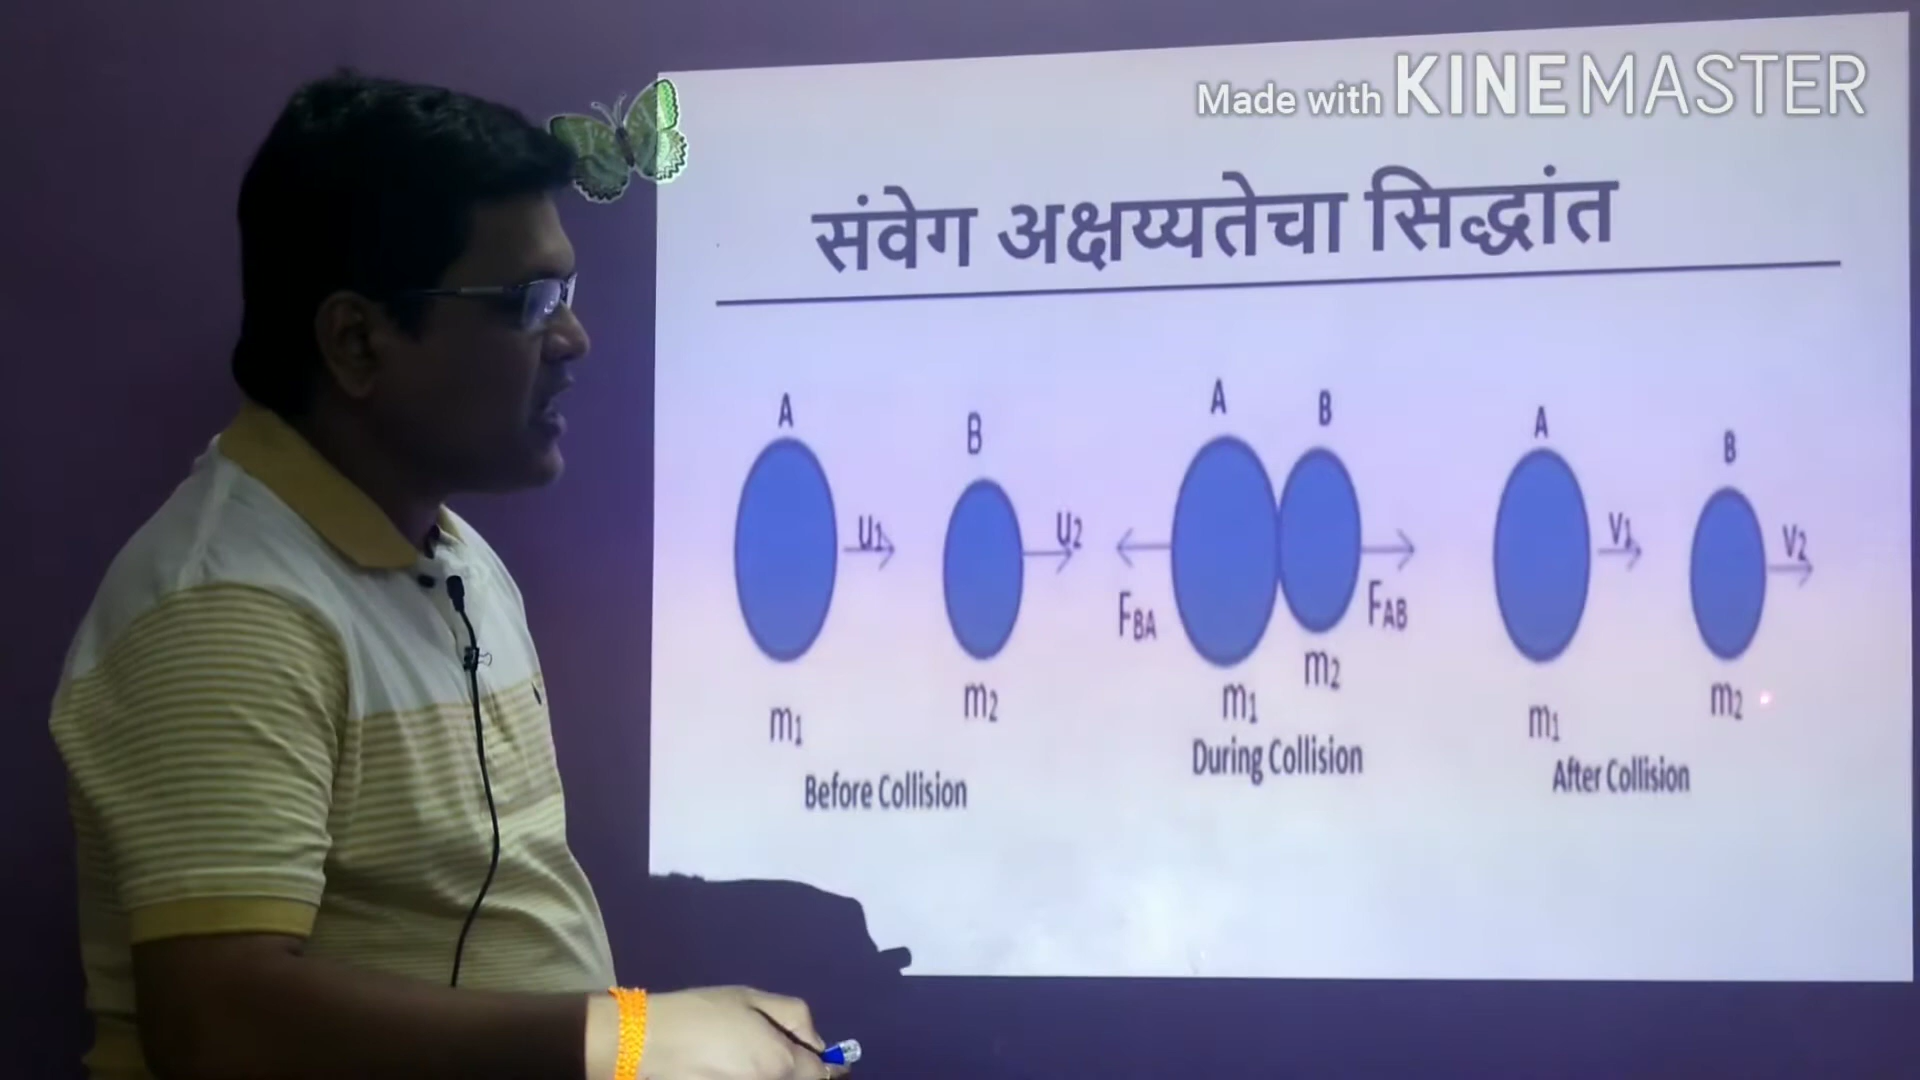 Made with KINEMASTER
संवेग अक्षय्यतेचा सिद्धांत
A B A B A B
u1 u2 V1 V2
FBA FAB
m1 m2 m1 m2 m1 m2
Before Collision During Collision After Collision